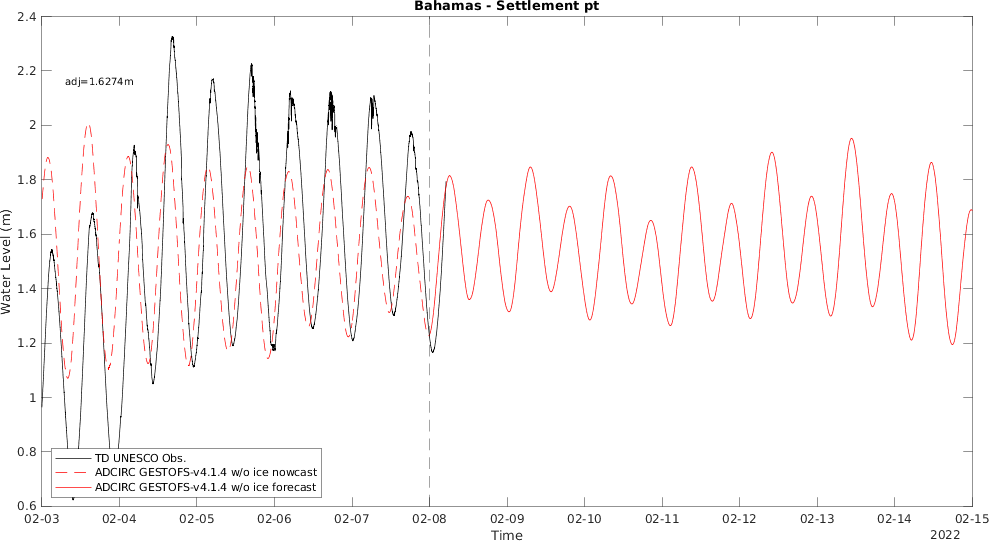 Bahamas - Settlement pt
2.4
2.2
2
1.8
1.6
1.4
1.2
1
0.8
0.6
Water Level (m)
adj=1.6274m
TD UNESCO Obs.
ADCIRC GESTOFS-v4.1.4 w/o ice nowcast
ADCIRC GESTOFS-v4.1.4 w/o ice forecast
02-03 02-04 02-05 02-06 02-07 02-08 02-09 02-10 02-11 02-12 02-13 02-14 02-15
Time
2022